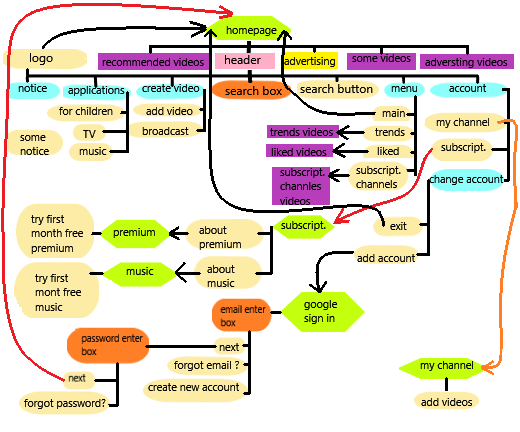 homepage
logo
recommended videos
header
advertising
some videos
adversting videos
notice
applications
create video
search box
search button
menu
account
for children
TV
music
some
notice
add video
broadcast
main
trends
liked
subscript.
channels
trends videos
liked videos
subscript.
channles
videos
my channel
subscript.
change account
exit
add account
try first
month free
premium
premium
about
premium
subscript.
try first
mont free
music
music
about
music
google
sign in
email enter
box
next
forgot email ?
create new account
password enter
box
next
forgot password?
my channel
add videos